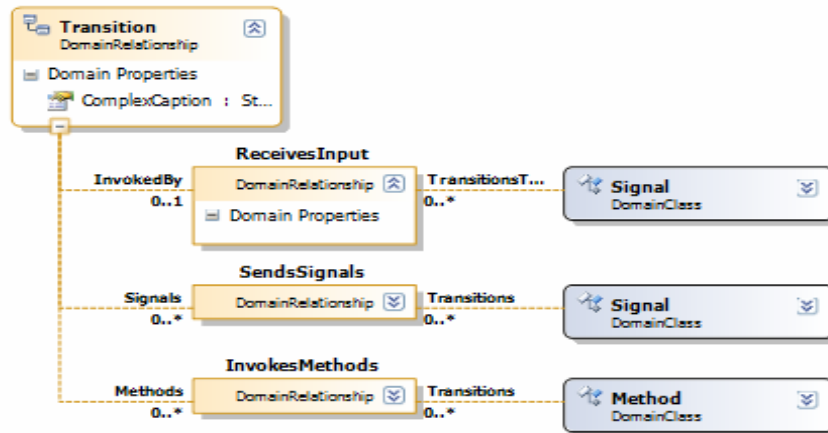 Transition
DomainRelationship
Domain Properties
ComplexCaption : St...
ReceivesInput
InvokedBy DomainRelationship TransitionsT... Signal
0..1 0..* DomainClass
Domain Properties
SendsSignals
Signals DomainRelationship Transitions Signal
0..* 0..* DomainClass
InvokesMethods
Methods DomainRelationship Transitions Method
0..* 0..* DomainClass